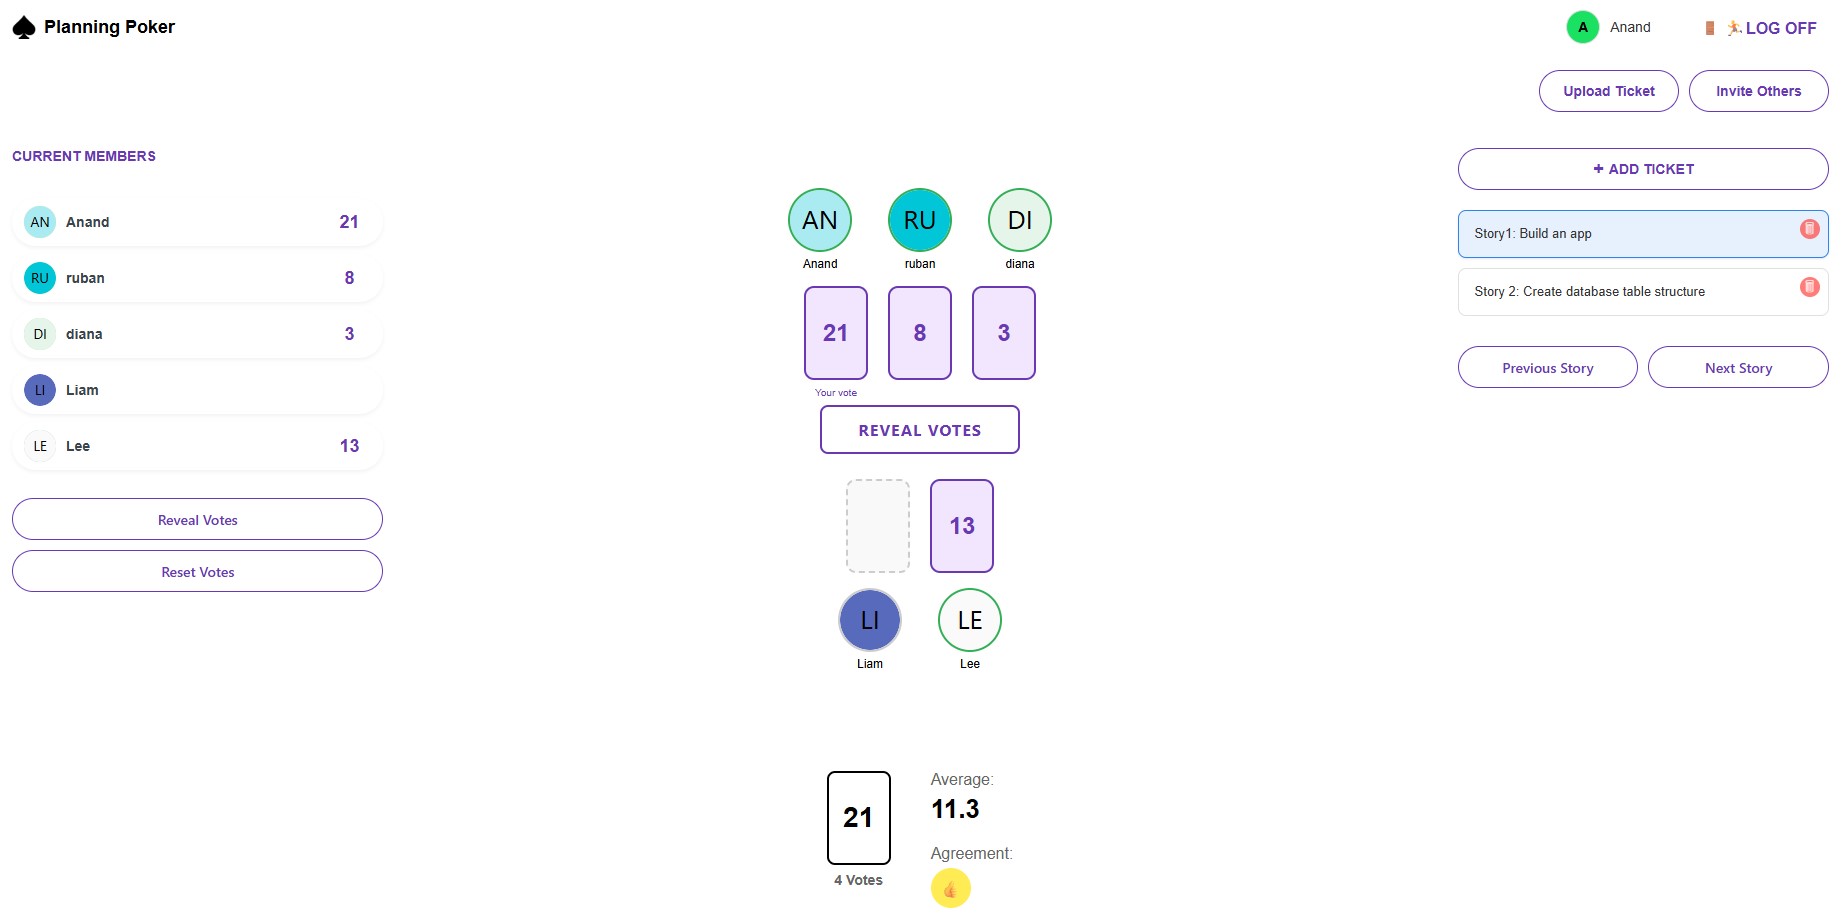 Planning Poker
A Anand LOG OFF
Upload Ticket Invite Others
CURRENT MEMBERS
AN Anand 21
RU ruban 8
DI diana 3
LI Liam
LE Lee 13
Reveal Votes
Reset Votes
AN RU DI
Anand ruban diana
21 8 3
Your vote
REVEAL VOTES
13
LI LE
Liam Lee
21
4 Votes
Average:
11.3
Agreement:
+ ADD TICKET
Story1: Build an app
Story 2: Create database table structure
Previous Story Next Story